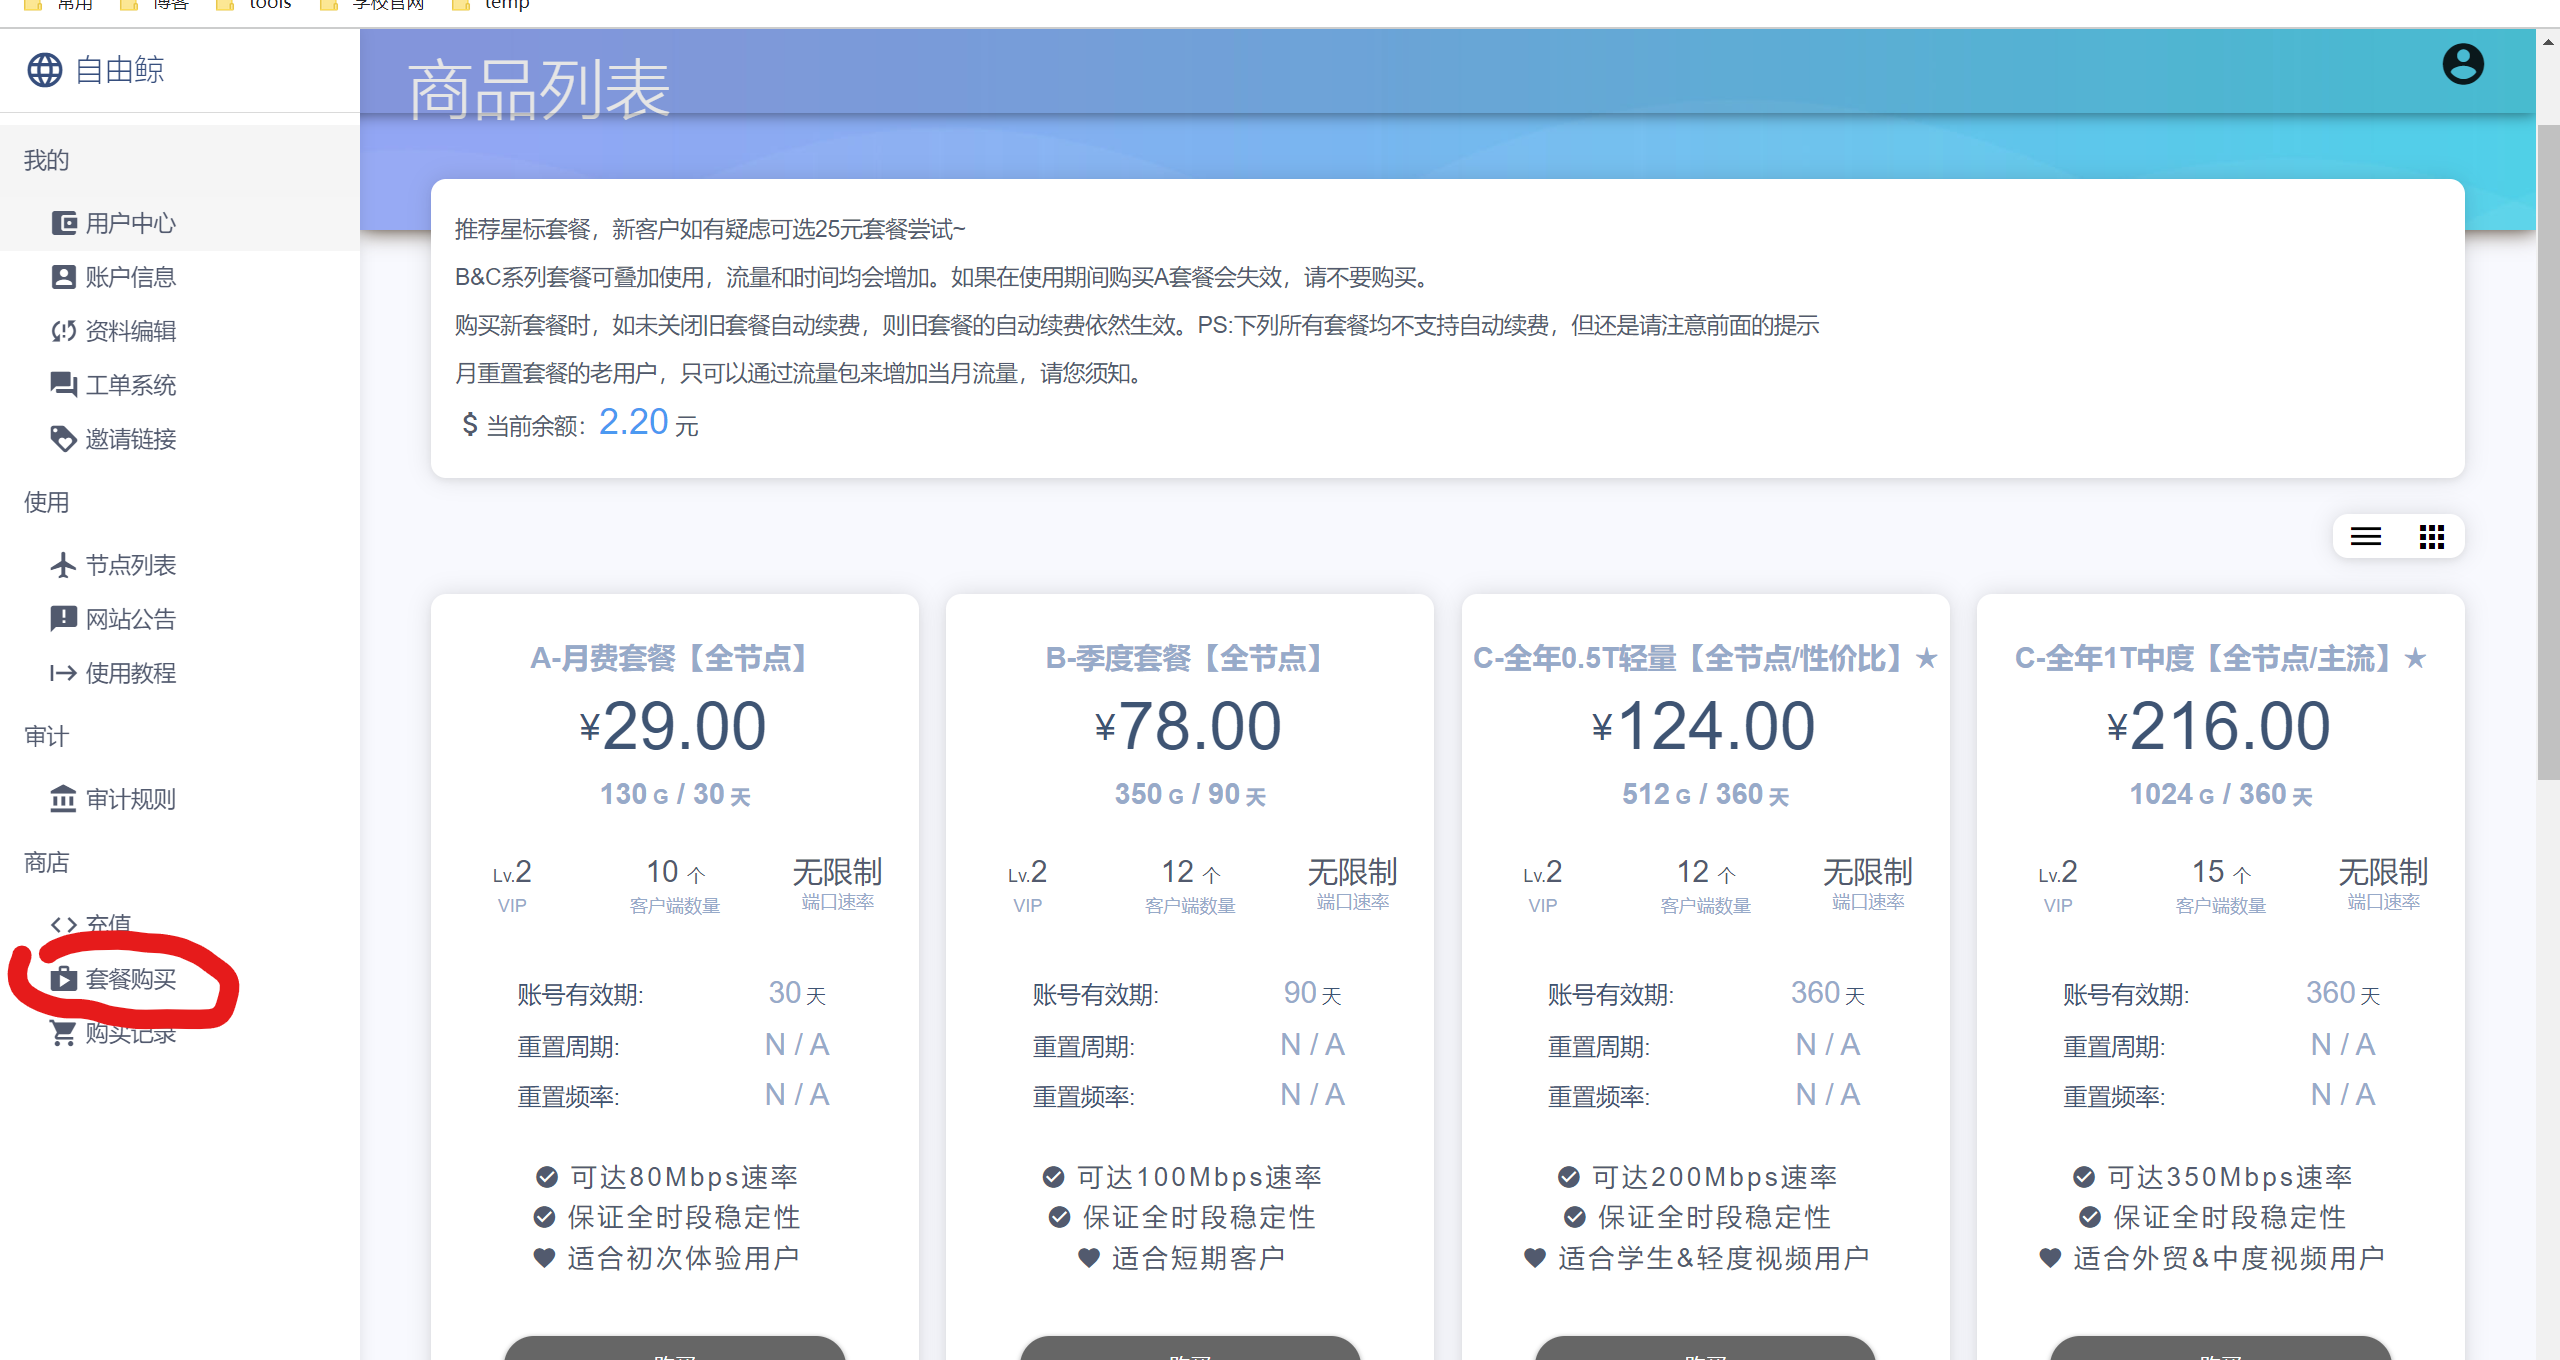 常用 博客 tools 学校官网 temp
自由鲸
商品列表
我的
用户中心
账户信息
资料编辑
工单系统
邀请链接
使用
节点列表
网站公告
使用教程
审计
审计规则
商店
充值
套餐购买
购买记录
推荐星标套餐，新客户如有疑虑可选25元套餐尝试~
B&C系列套餐可叠加使用，流量和时间均会增加。如果在使用期间购买A套餐会失效，请不要购买。
购买新套餐时，如未关闭旧套餐自动续费，则旧套餐的自动续费依然生效。PS:下列所有套餐均不支持自动续费，但还是请注意前面的提示
月重置套餐的老用户，只可以通过流量包来增加当月流量，请您须知。
$ 当前余额：2.20 元
A-月费套餐【全节点】
¥29.00
130 G / 30 天
Lv.2 10 个 无限制
VIP 客户端数量 端口速率
账号有效期: 30 天
重置周期: N / A
重置频率: N / A
可达80Mbps速率
保证全时段稳定性
适合初次体验用户
购买
B-季度套餐【全节点】
¥78.00
350 G / 90 天
Lv.2 12 个 无限制
VIP 客户端数量 端口速率
账号有效期: 90 天
重置周期: N / A
重置频率: N / A
可达100Mbps速率
保证全时段稳定性
适合短期客户
购买
C-全年0.5T轻量【全节点/性价比】★
¥124.00
512 G / 360 天
Lv.2 12 个 无限制
VIP 客户端数量 端口速率
账号有效期: 360 天
重置周期: N / A
重置频率: N / A
可达200Mbps速率
保证全时段稳定性
适合学生&轻度视频用户
购买
C-全年1T中度【全节点/主流】★
¥216.00
1024 G / 360 天
Lv.2 15 个 无限制
VIP 客户端数量 端口速率
账号有效期: 360 天
重置周期: N / A
重置频率: N / A
可达350Mbps速率
保证全时段稳定性
适合外贸&中度视频用户
购买